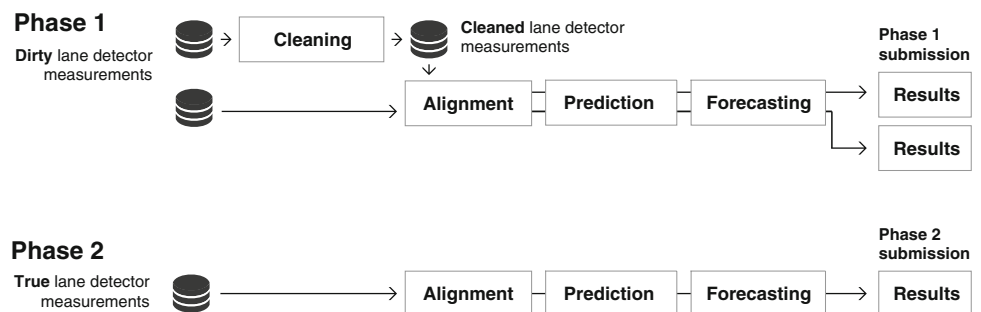 Phase 1
Dirty lane detector
measurements
Cleaning
Cleaned lane detector
measurements
Alignment
Prediction
Forecasting
Phase 1
submission
Results
Results
Phase 2
True lane detector
measurements
Alignment
Prediction
Forecasting
Phase 2
submission
Results